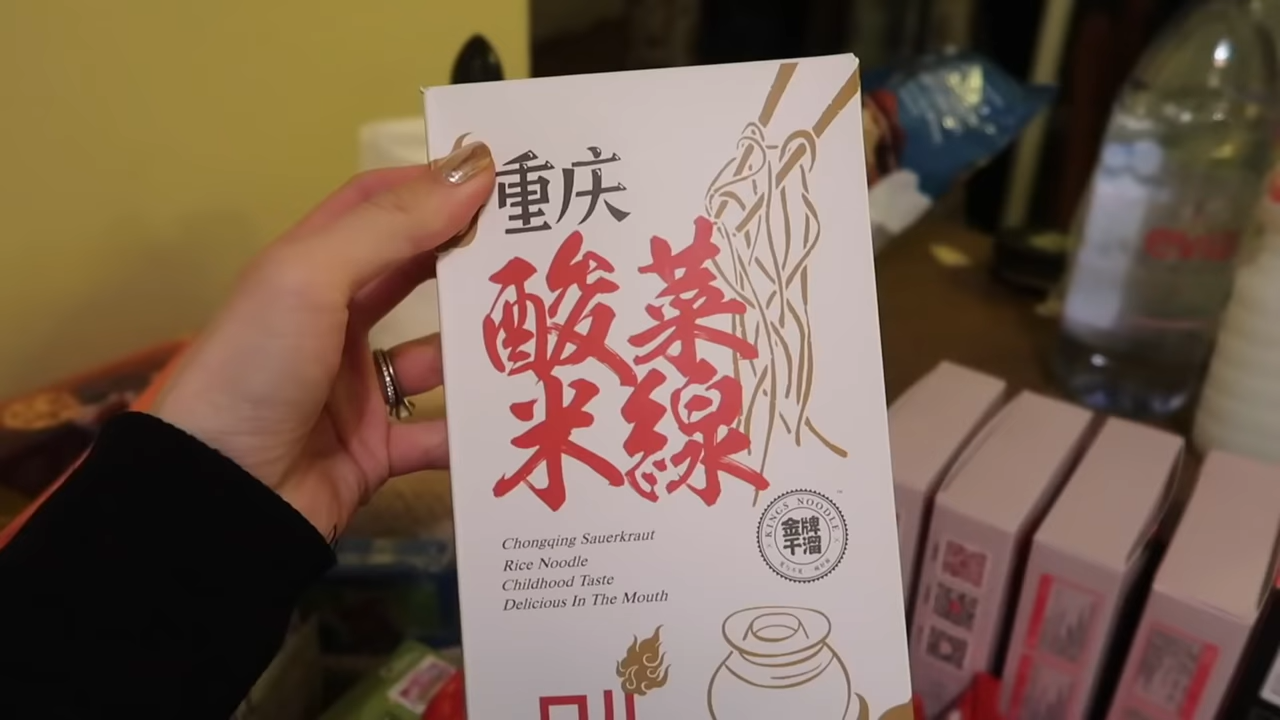 重庆
酸菜
米線
Chongqing Sauerkraut
Rice Noodle
Childhood Taste
Delicious In The Mouth
KINGS NOODLE
金牌
干溜
evian